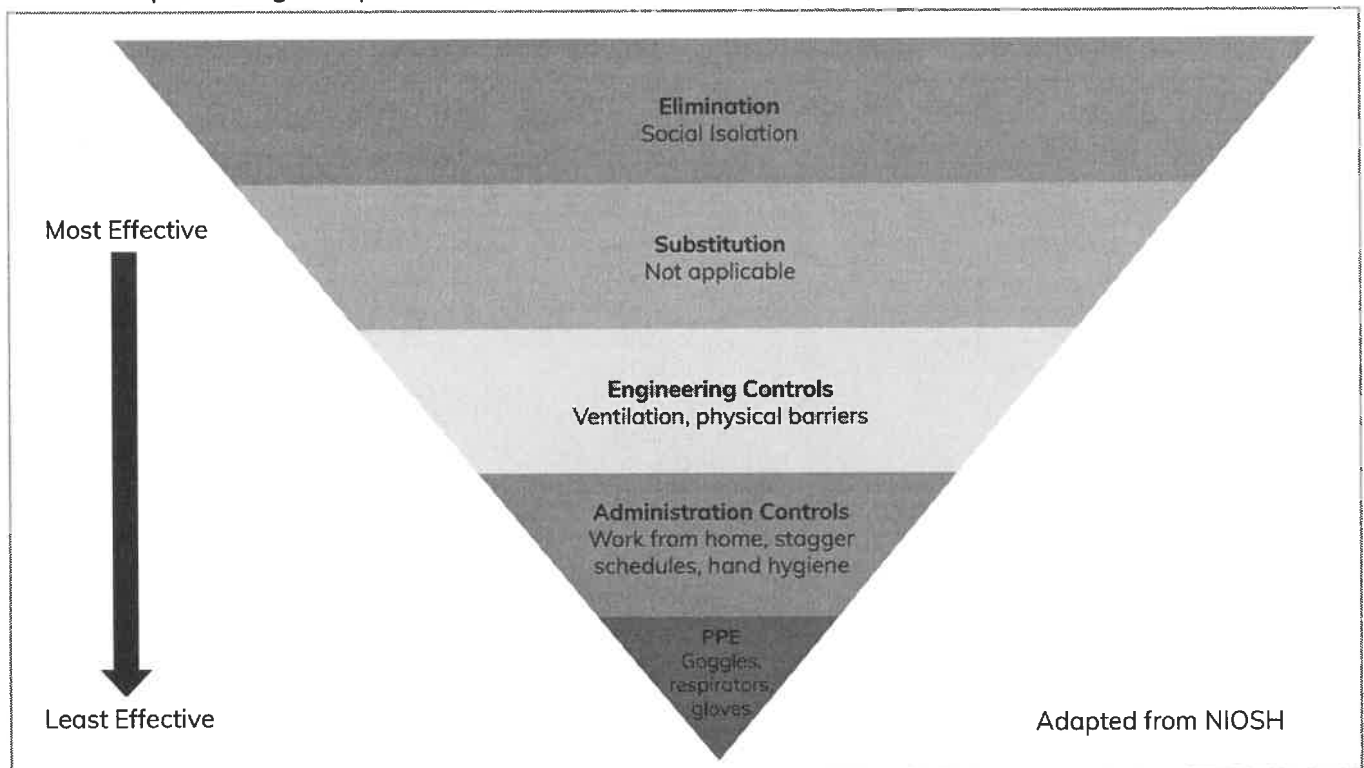 Elimination
Social Isolation
Most Effective
Substitution
Not applicable
Engineering Controls
Ventilation, physical barriers
Administration Controls
Work from home, stagger
schedules, hand hygiene
PPE
Goggles,
respirators,
gloves
Least Effective
Adapted from NIOSH